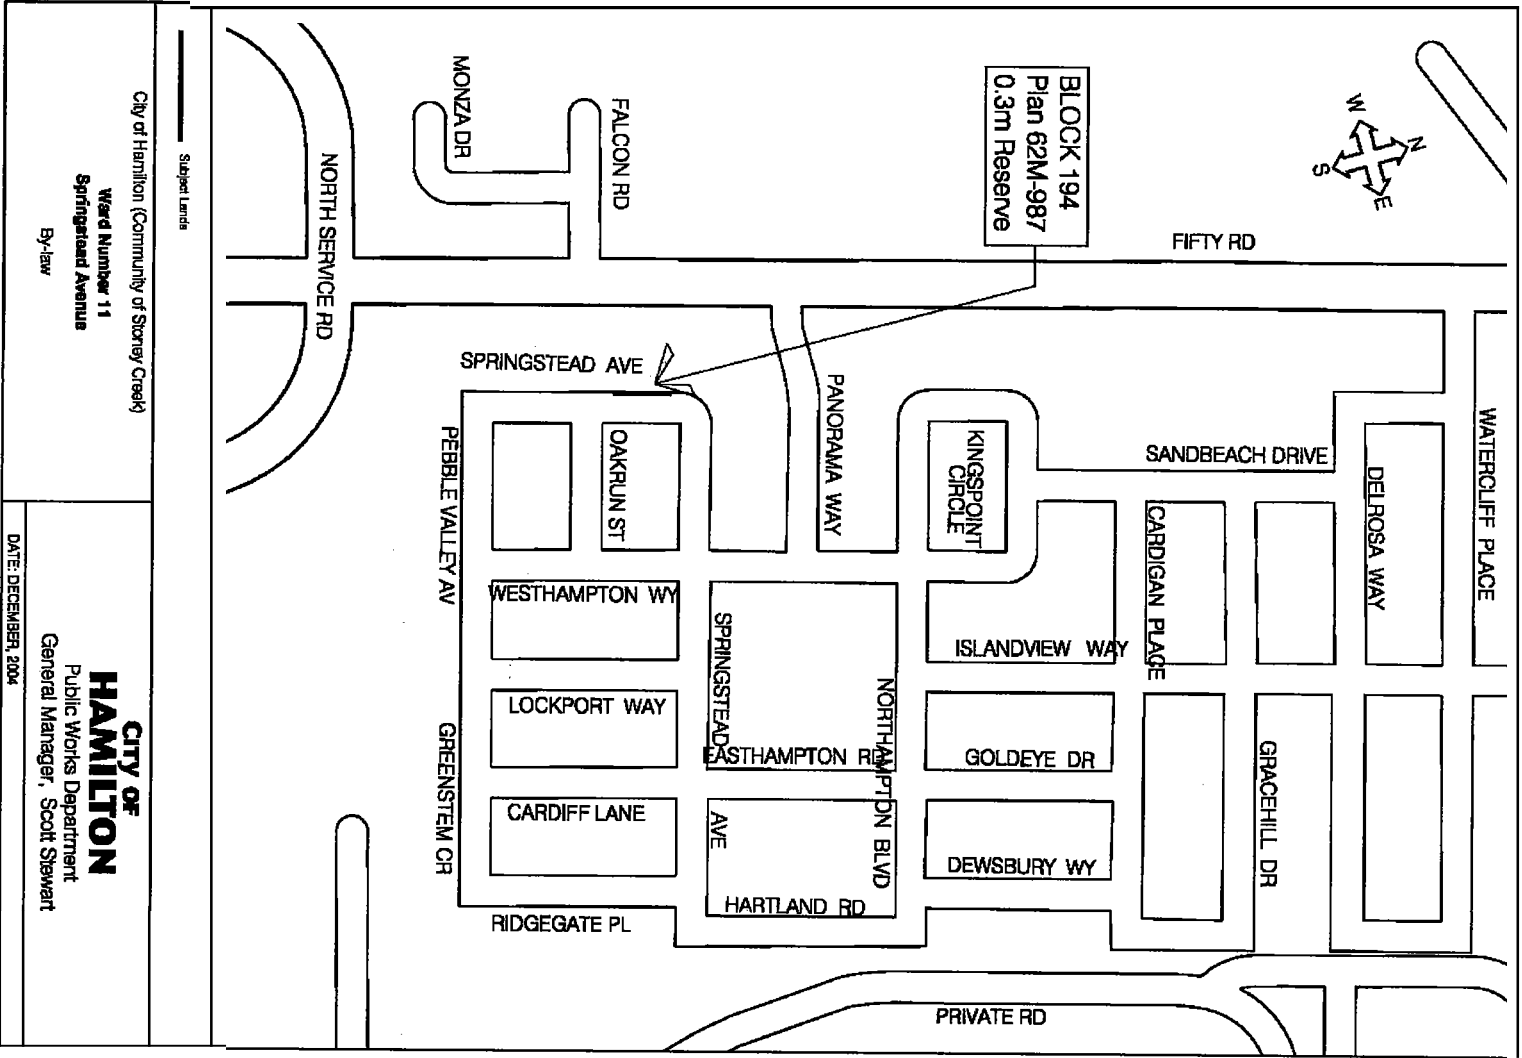 BLOCK 194
Plan 62M-987
0.3m Reserve
W
N
S
E
MONZA DR
FALCON RD
NORTH SERVICE RD
FIFTY RD
SPRINGSTEAD AVE
PANORAMA WAY
KINGSPOINT
CIRCLE
SANDBEACH DRIVE
WATERCLIFF PLACE
DELROSA WAY
CARDIGAN PLACE
PEBBLE VALLEY AV
OAKRUN ST
WESTHAMPTON WY
SPRINGSTEAD
AVE
ISLANDVIEW WAY
LOCKPORT WAY
NORTHAMPTON BLVD
EASTHAMPTON RD
GOLDEYE DR
GREENSTEM CR
CARDIFF LANE
GRACEHILL DR
DEWSBURY WY
HARTLAND RD
RIDGEGATE PL
PRIVATE RD
Subject Lands
City of Hamilton (Community of Stoney Creek)
Ward Number 11
Springstead Avenue
By-law
CITY OF
HAMILTON
Public Works Department
General Manager, Scott Stewart
DATE: DECEMBER, 2004